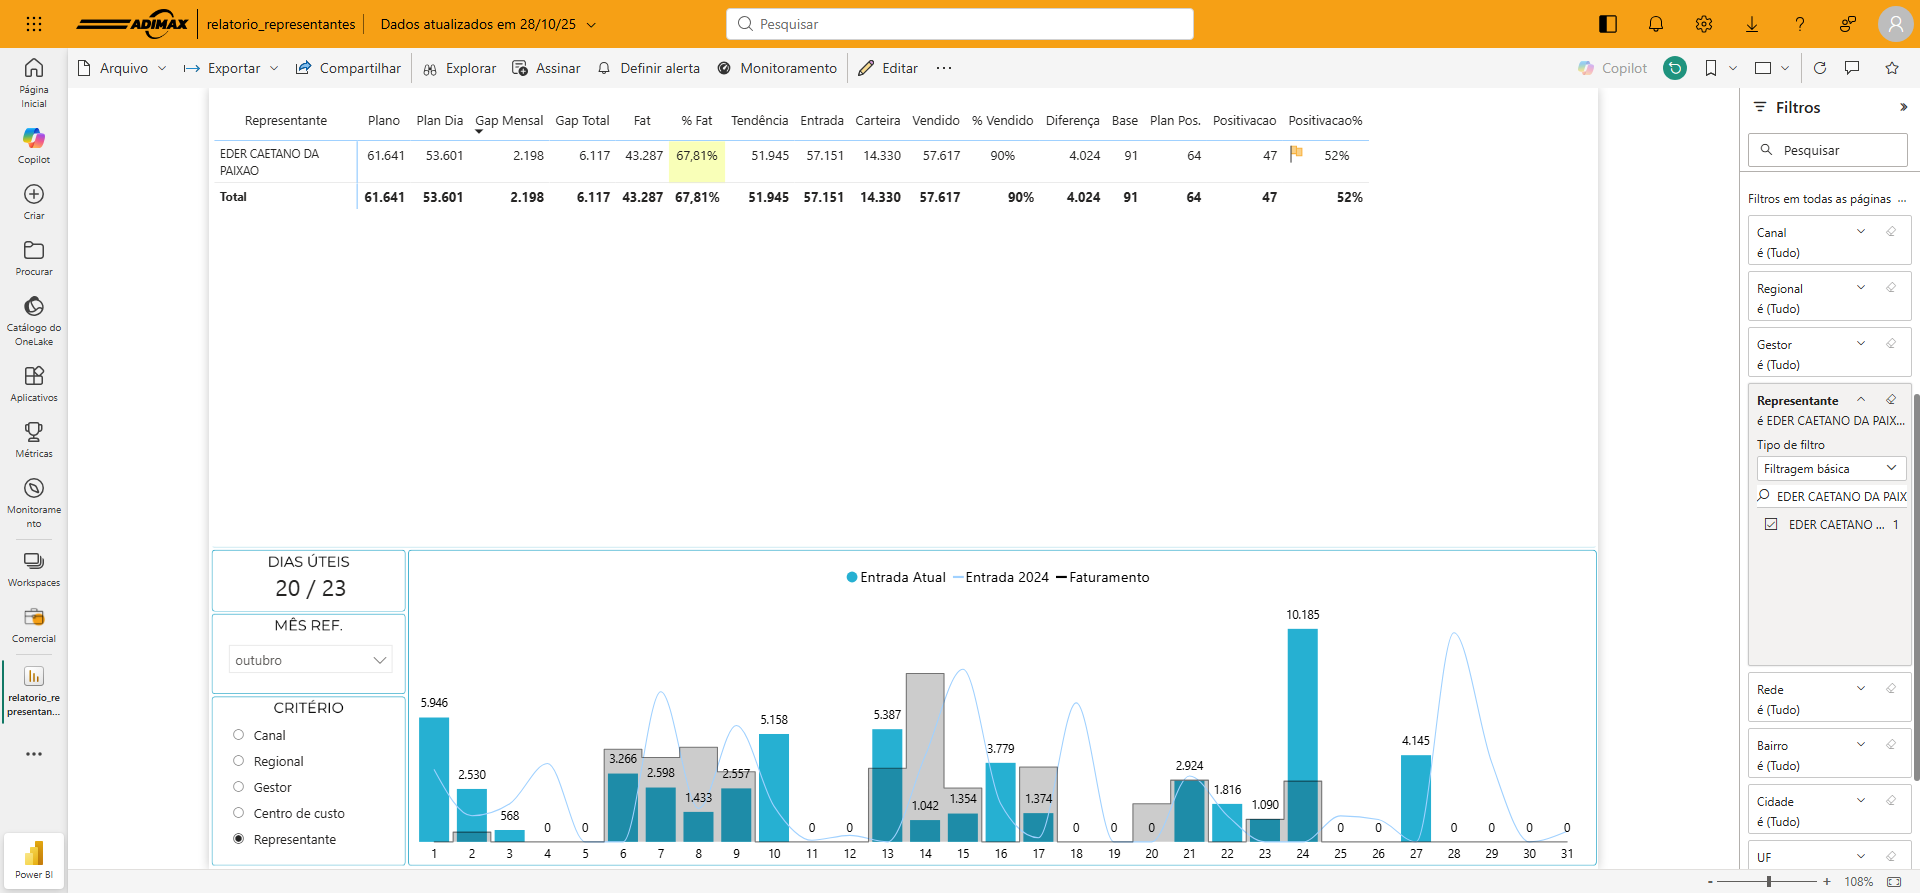 ADIMAX relatorio_representantes Dados atualizados em 28/10/25 Pesquisar
Arquivo Exportar Compartilhar Explorar Assinar Definir alerta Monitoramento Editar Copilot
Página
Inicial
Copilot
Criar
Procurar
Catálogo do
OneLake
Aplicativos
Métricas
Monitorame
nto
Workspaces
Comercial
relatorio_re
presentan...
Power BI
Representante Plano Plan Dia Gap Mensal Gap Total Fat % Fat Tendência Entrada Carteira Vendido % Vendido Diferença Base Plan Pos. Positivacao Positivacao%
EDER CAETANO DA
PAIXAO 61.641 53.601 2.198 6.117 43.287 67,81% 51.945 57.151 14.330 57.617 90% 4.024 91 64 47 52%
Total 61.641 53.601 2.198 6.117 43.287 67,81% 51.945 57.151 14.330 57.617 90% 4.024 91 64 47 52%
DIAS ÚTEIS
20 / 23
MÊS REF.
outubro
CRITÉRIO
Canal
Regional
Gestor
Centro de custo
Representante
Entrada Atual Entrada 2024 Faturamento
5.946 2.530 568 0 0 3.266 2.598 1.433 2.557 5.158 0 0 5.387 1.042 1.354 3.779 1.374 0 0 0 2.924 1.816 1.090 10.185 0 0 4.145 0 0 0 0
1 2 3 4 5 6 7 8 9 10 11 12 13 14 15 16 17 18 19 20 21 22 23 24 25 26 27 28 29 30 31
Filtros
Pesquisar
Filtros em todas as páginas ...
Canal
é (Tudo)
Regional
é (Tudo)
Gestor
é (Tudo)
Representante
é EDER CAETANO DA PAIX...
Tipo de filtro
Filtragem básica
EDER CAETANO DA PAIX
EDER CAETANO ... 1
Rede
é (Tudo)
Bairro
é (Tudo)
Cidade
é (Tudo)
UF
- + 108%